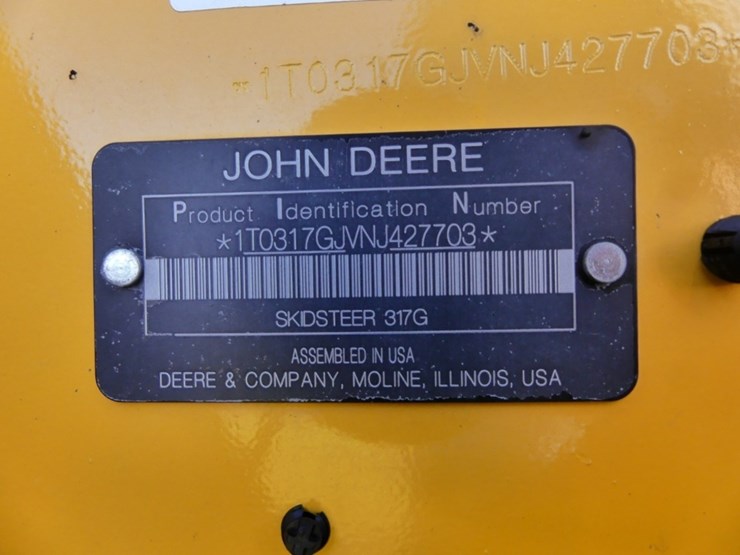 *1T0317GJVNJ427703*
JOHN DEERE
Product Identification Number
*1T0317GJVNJ427703*
SKIDSTEER 317G
ASSEMBLED IN USA
DEERE & COMPANY, MOLINE, ILLINOIS, USA